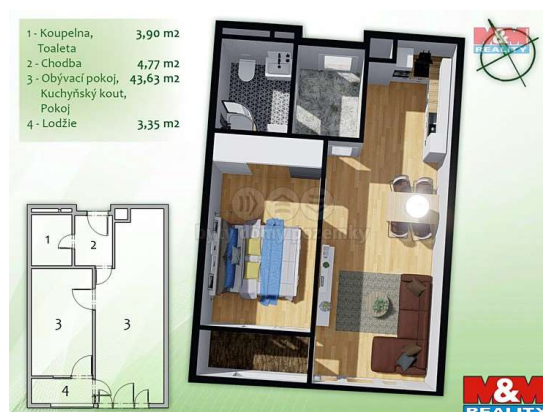 1 - Koupelna, 3,90 m2
Toaleta
2 - Chodba 4,77 m2
3 - Obývací pokoj, 43,63 m2
Kuchyňský kout,
Pokoj
4 - Lodžie 3,35 m2
M&M
REALITY
1
2
3
3
4
M&M
REALITY